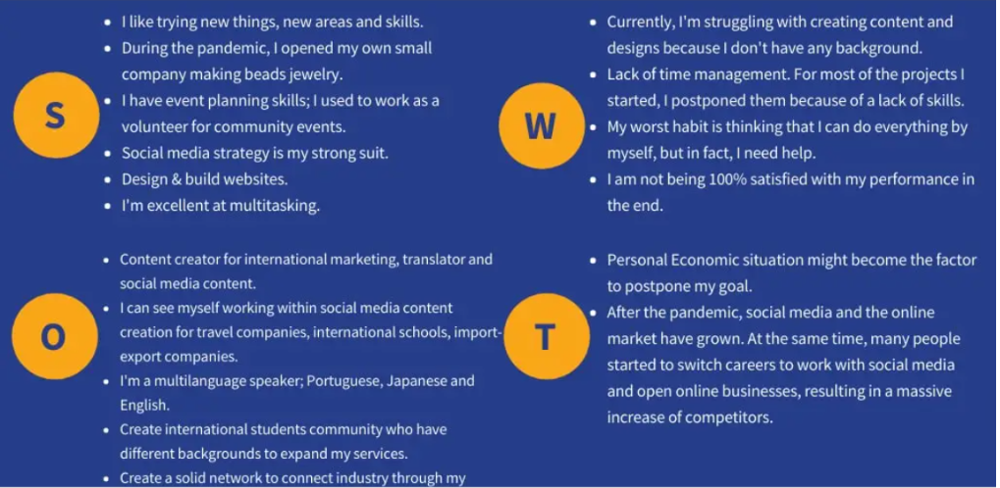 S
I like trying new things, new areas and skills.
During the pandemic, I opened my own small
company making beads jewelry.
I have event planning skills; I used to work as a
volunteer for community events.
Social media strategy is my strong suit.
Design & build websites.
I'm excellent at multitasking.
W
Currently, I'm struggling with creating content and
designs because I don't have any background.
Lack of time management. For most of the projects I
started, I postponed them because of a lack of skills.
My worst habit is thinking that I can do everything by
myself, but in fact, I need help.
I am not being 100% satisfied with my performance in
the end.
O
Content creator for international marketing, translator and
social media content.
I can see myself working within social media content
creation for travel companies, international schools, import-
export companies.
I'm a multilanguage speaker; Portuguese, Japanese and
English.
Create international students community who have
different backgrounds to expand my services.
Create a solid network to connect industry through my
T
Personal Economic situation might become the factor
to postpone my goal.
After the pandemic, social media and the online
market have grown. At the same time, many people
started to switch careers to work with social media
and open online businesses, resulting in a massive
increase of competitors.